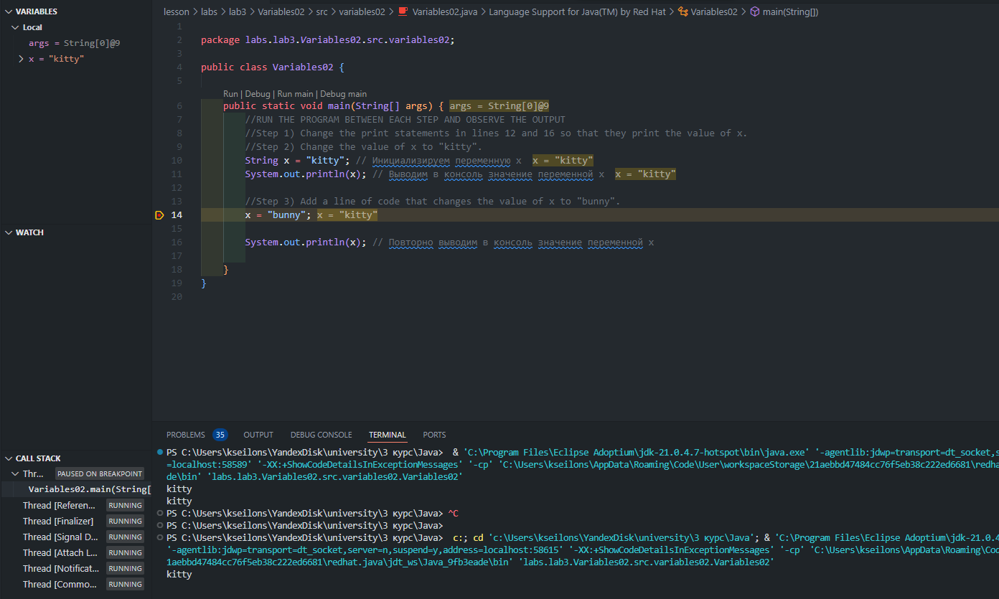 VARIABLES
Local
args = String[0]@9
x = "kitty"
WATCH
CALL STACK
Thr... PAUSED ON BREAKPOINT
Variables02.main(String[
Thread [Referen... RUNNING
Thread [Finalizer] RUNNING
Thread [Signal D... RUNNING
Thread [Attach L... RUNNING
Thread [Notificat... RUNNING
Thread [Commo... RUNNING
lesson > labs > lab3 > Variables02 > src > variables02 > Variables02.java > Language Support for Java(TM) by Red Hat > Variables02 > main(String[])
1
2 package labs.lab3.Variables02.src.variables02;
3
4 public class Variables02 {
5
Run | Debug | Run main | Debug main
6 public static void main(String[] args) { args = String[0]@9
7 //RUN THE PROGRAM BETWEEN EACH STEP AND OBSERVE THE OUTPUT
8 //Step 1) Change the print statements in lines 12 and 16 so that they print the value of x.
9 //Step 2) Change the value of x to "kitty".
10 String x = "kitty"; // Инициализируем переменную x x = "kitty"
11 System.out.println(x); // Выводим в консоль значение переменной x x = "kitty"
12
13 //Step 3) Add a line of code that changes the value of x to "bunny".
14 x = "bunny"; x = "kitty"
15
16 System.out.println(x); // Повторно выводим в консоль значение переменной x
17
18 }
19 }
20
PROBLEMS 35 OUTPUT DEBUG CONSOLE TERMINAL PORTS
PS C:\Users\kseilons\YandexDisk\university\3 курс\Java> & 'C:\Program Files\Eclipse Adoptium\jdk-21.0.4.7-hotspot\bin\java.exe' '-agentlib:jdwp=transport=dt_socket,s
=localhost:58589' '-XX:+ShowCodeDetailsInExceptionMessages' '-cp' 'C:\Users\kseilons\AppData\Roaming\Code\User\workspaceStorage\21aebbd47484cc76f5eb38c222ed6681\redha
de\bin' 'labs.lab3.Variables02.src.variables02.Variables02'
kitty
kitty
PS C:\Users\kseilons\YandexDisk\university\3 курс\Java> ^C
PS C:\Users\kseilons\YandexDisk\university\3 курс\Java>
PS C:\Users\kseilons\YandexDisk\university\3 курс\Java> c:; cd 'c:\Users\kseilons\YandexDisk\university\3 курс\Java'; & 'C:\Program Files\Eclipse Adoptium\jdk-21.0.4
'-agentlib:jdwp=transport=dt_socket,server=n,suspend=y,address=localhost:58615' '-XX:+ShowCodeDetailsInExceptionMessages' '-cp' 'C:\Users\kseilons\AppData\Roaming\Cod
1aebbd47484cc76f5eb38c222ed6681\redhat.java\jdt_ws\Java_9fb3eade\bin' 'labs.lab3.Variables02.src.variables02.Variables02'
kitty